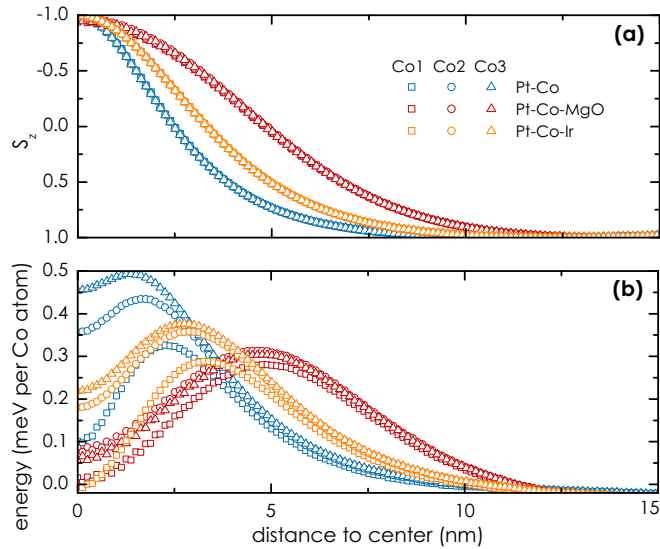 -1.0
(a)
Co1 Co2 Co3
Pt-Co
-0.5
Pt-Co-MgO
Pt-Co-Ir
0.0
S_z
0.5
1.0
0.5
(b)
0.4
0.3
0.2
0.1
0.0
energy (meV per Co atom)
0 5 10 15
distance to center (nm)